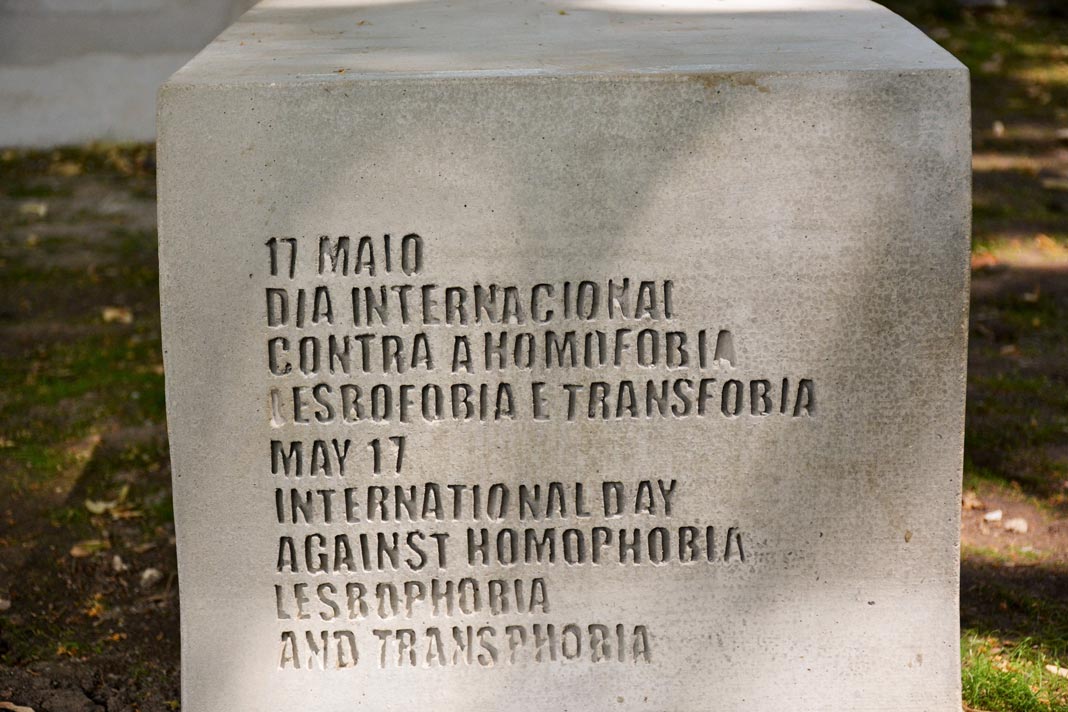 17 MAIO
DIA INTERNACIONAL
CONTRA A HOMOFOBIA
LESBOFOBIA E TRANSFOBIA
MAY 17
INTERNATIONAL DAY
AGAINST HOMOPHOBIA
LESBOPHOBIA
AND TRANSPHOBIA